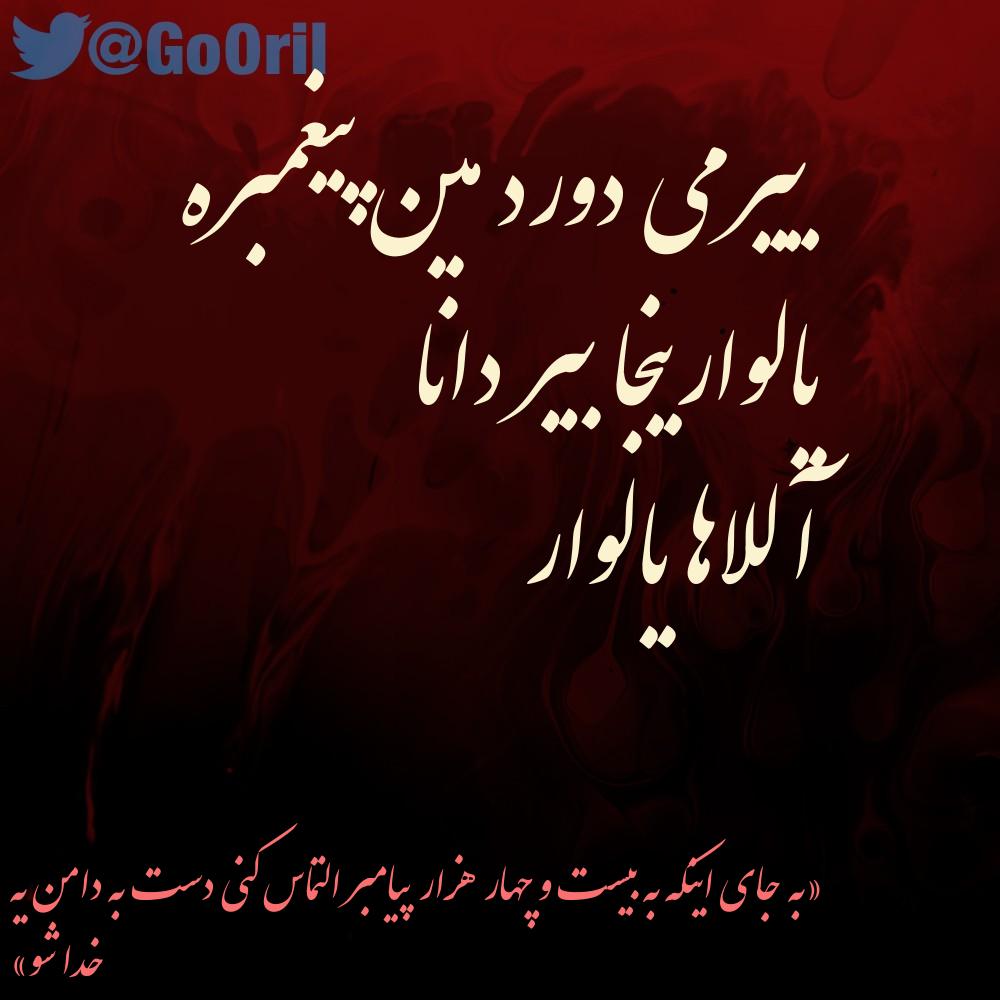 @Go0ril
ییرمی دورد مین پیغمبره
یالوارینجا بیر دانا
آللاها یالوار
«به جای اینکه به بیست و چهار هزار پیامبر التماس کنی دست به دامن یه
خدا شو»